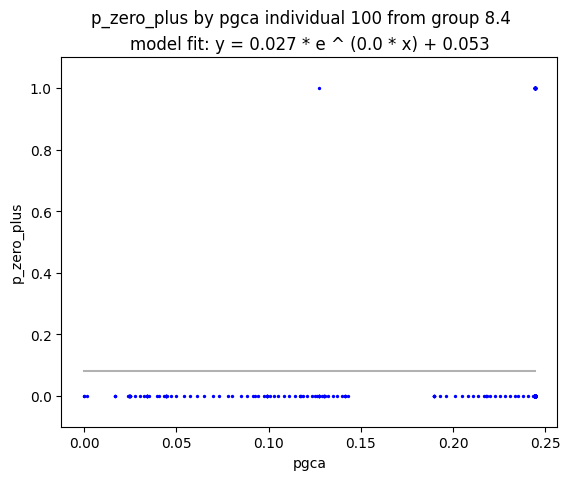 p_zero_plus by pgca individual 100 from group 8.4
model fit: y = 0.027 * e ^ (0.0 * x) + 0.053
1.0
0.8
0.6
0.4
0.2
0.0
p_zero_plus
0.00 0.05 0.10 0.15 0.20 0.25
pgca